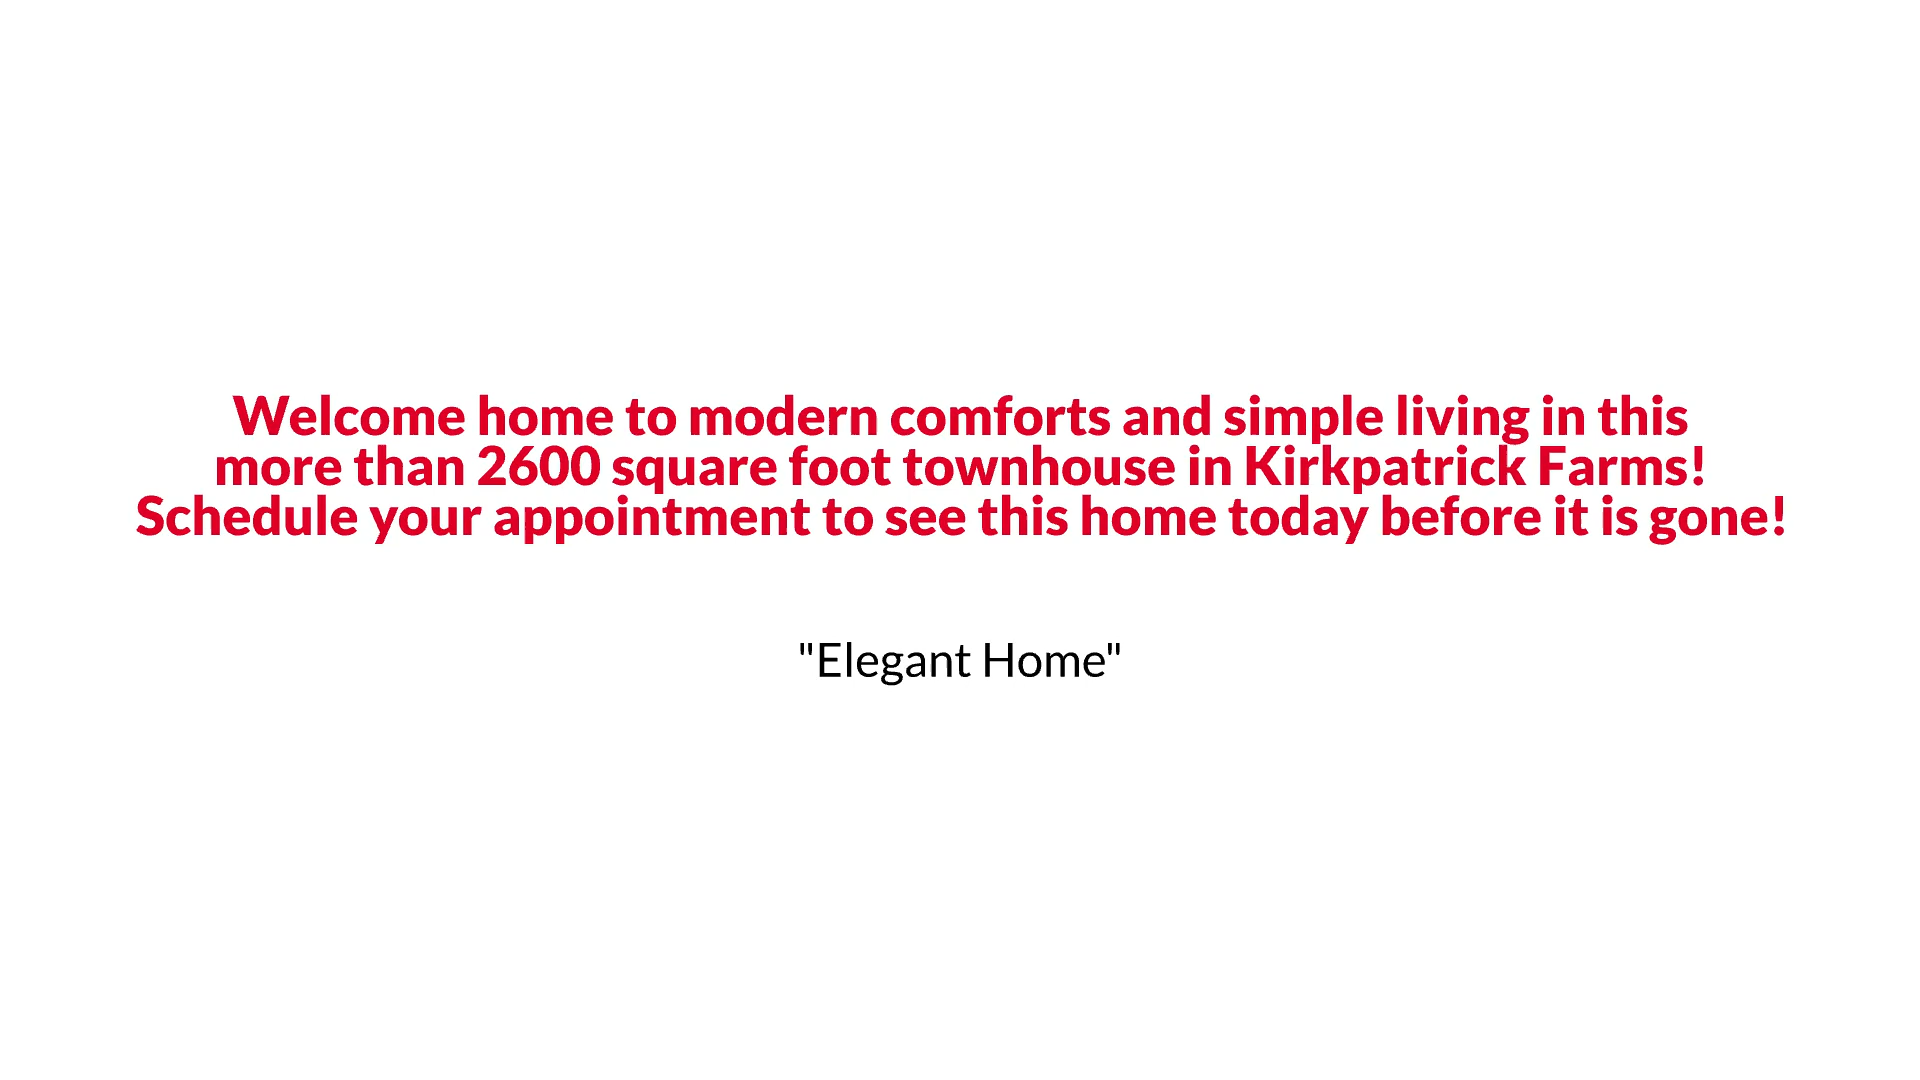 Welcome home to modern comforts and simple living in this
more than 2600 square foot townhouse in Kirkpatrick Farms!
Schedule your appointment to see this home today before it is gone!
"Elegant Home"